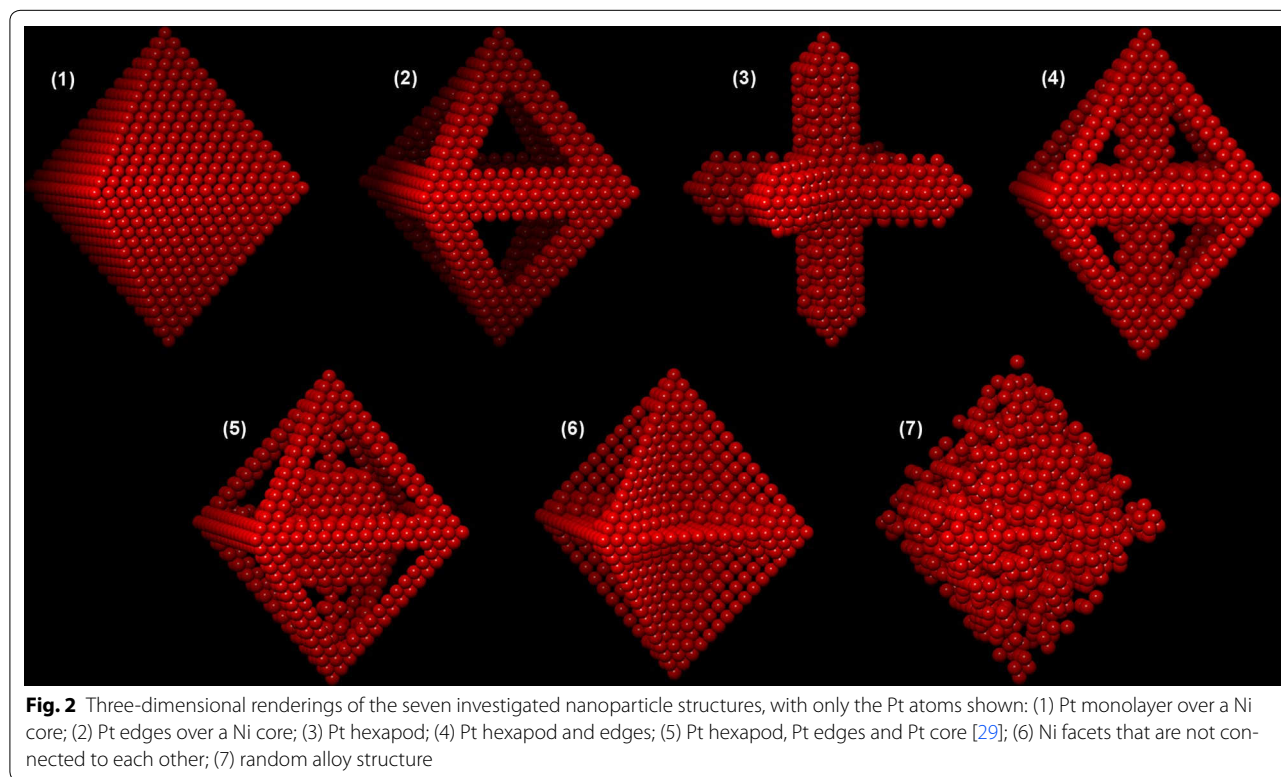 (1)
(2)
(3)
(4)
(5)
(6)
(7)
Fig. 2 Three-dimensional renderings of the seven investigated nanoparticle structures, with only the Pt atoms shown: (1) Pt monolayer over a Ni
core; (2) Pt edges over a Ni core; (3) Pt hexapod; (4) Pt hexapod and edges; (5) Pt hexapod, Pt edges and Pt core [29]; (6) Ni facets that are not con-
nected to each other; (7) random alloy structure